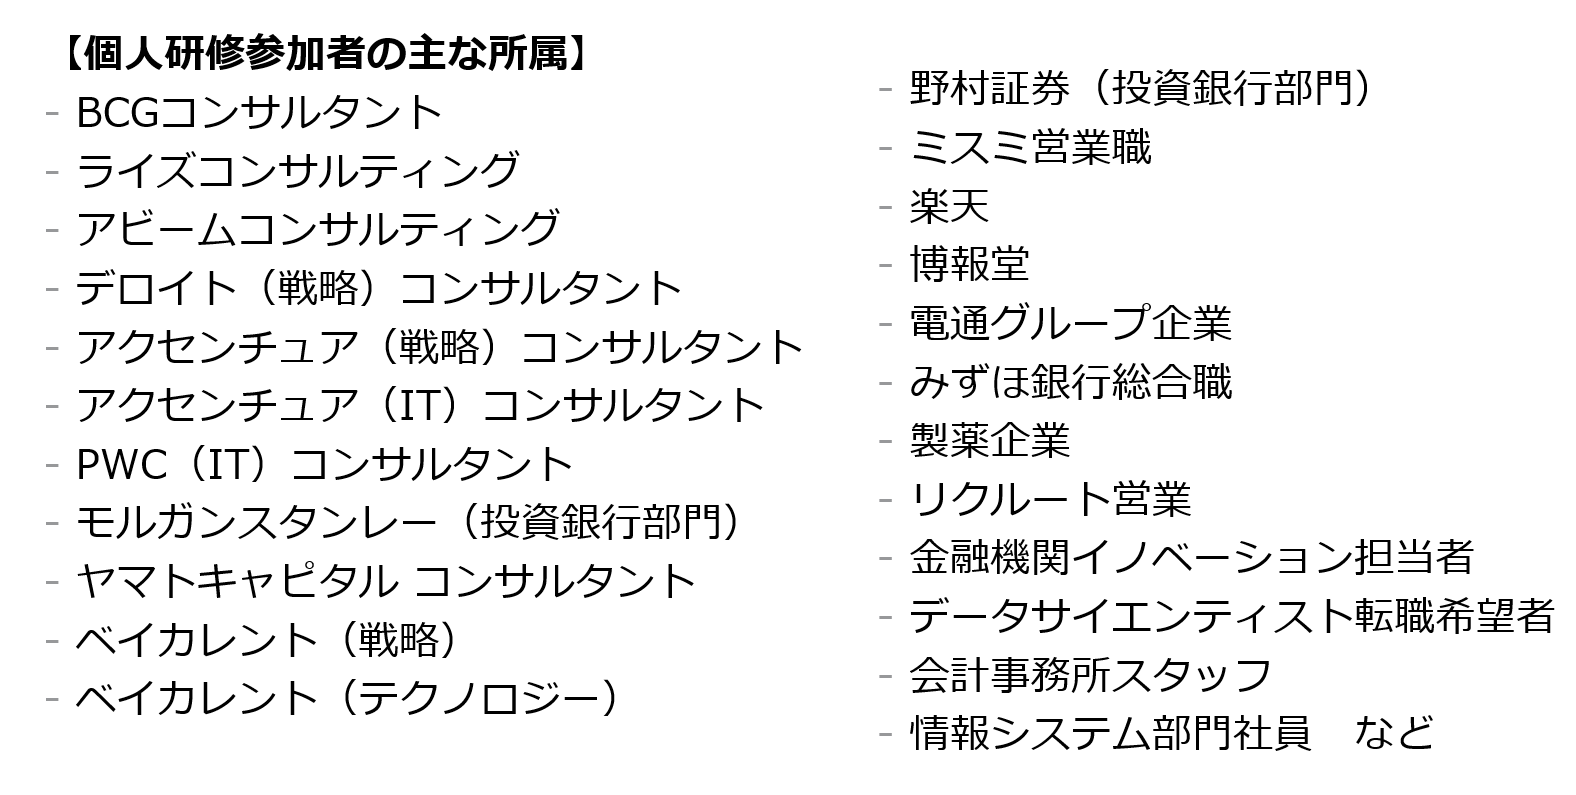 【個人研修参加者の主な所属】
- BCGコンサルタント
- ライズコンサルティング
- アビームコンサルティング
- デロイト（戦略）コンサルタント
- アクセンチュア（戦略）コンサルタント
- アクセンチュア（IT）コンサルタント
- PWC（IT）コンサルタント
- モルガンスタンレー（投資銀行部門）
- ヤマトキャピタル コンサルタント
- ベイカレント（戦略）
- ベイカレント（テクノロジー）
- 野村証券（投資銀行部門）
- ミスミ営業職
- 楽天
- 博報堂
- 電通グループ企業
- みずほ銀行総合職
- 製薬企業
- リクルート営業
- 金融機関イノベーション担当者
- データサイエンティスト転職希望者
- 会計事務所スタッフ
- 情報システム部門社員　など